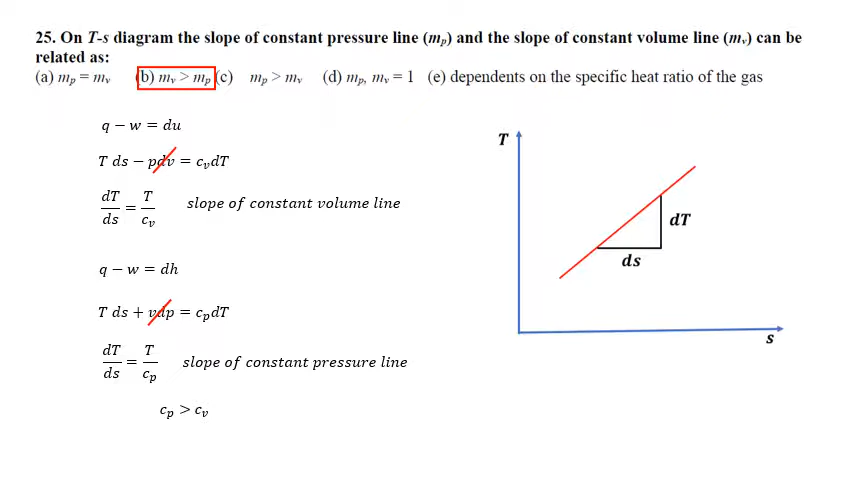 25. On T-s diagram the slope of constant pressure line (mp) and the slope of constant volume line (mv) can be
related as:
(a) mp = mv (b) mv > mp (c) mp > mv (d) mp, mv = 1 (e) dependents on the specific heat ratio of the gas
q − w = du
T ds − pdv = cvdT
dT/ds = T/cv slope of constant volume line
q − w = dh
T ds + vdp = cpdT
dT/ds = T/cp slope of constant pressure line
cp > cv
T
dT
ds
s